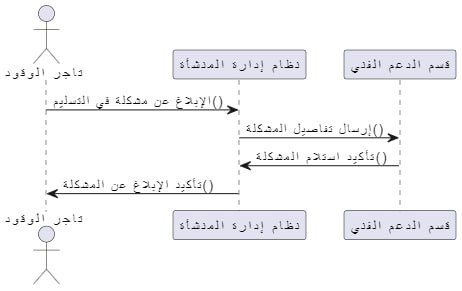 تاجر الوقود
نظام إدارة المنشأة
قسم الدعم الفني
الإبلاغ عن مشكلة في التسليم()
إرسال تفاصيل المشكلة()
تأكيد استلام المشكلة()
تأكيد الإبلاغ عن المشكلة()
تاجر الوقود
نظام إدارة المنشأة
قسم الدعم الفني